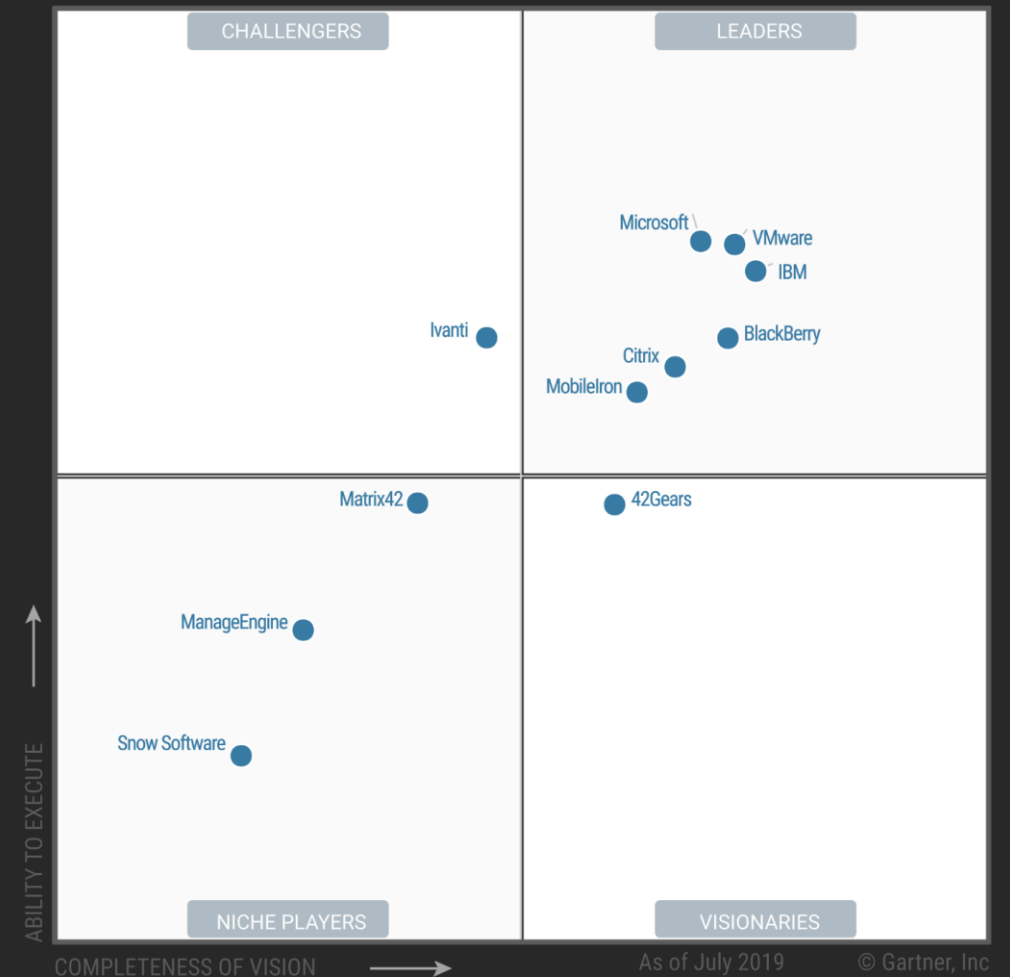 CHALLENGERS
LEADERS
Microsoft
VMware
IBM
Ivanti
BlackBerry
Citrix
MobileIron
Matrix42
42Gears
ManageEngine
Snow Software
ABILITY TO EXECUTE
NICHE PLAYERS
VISIONARIES
COMPLETENESS OF VISION
As of July 2019
© Gartner, Inc